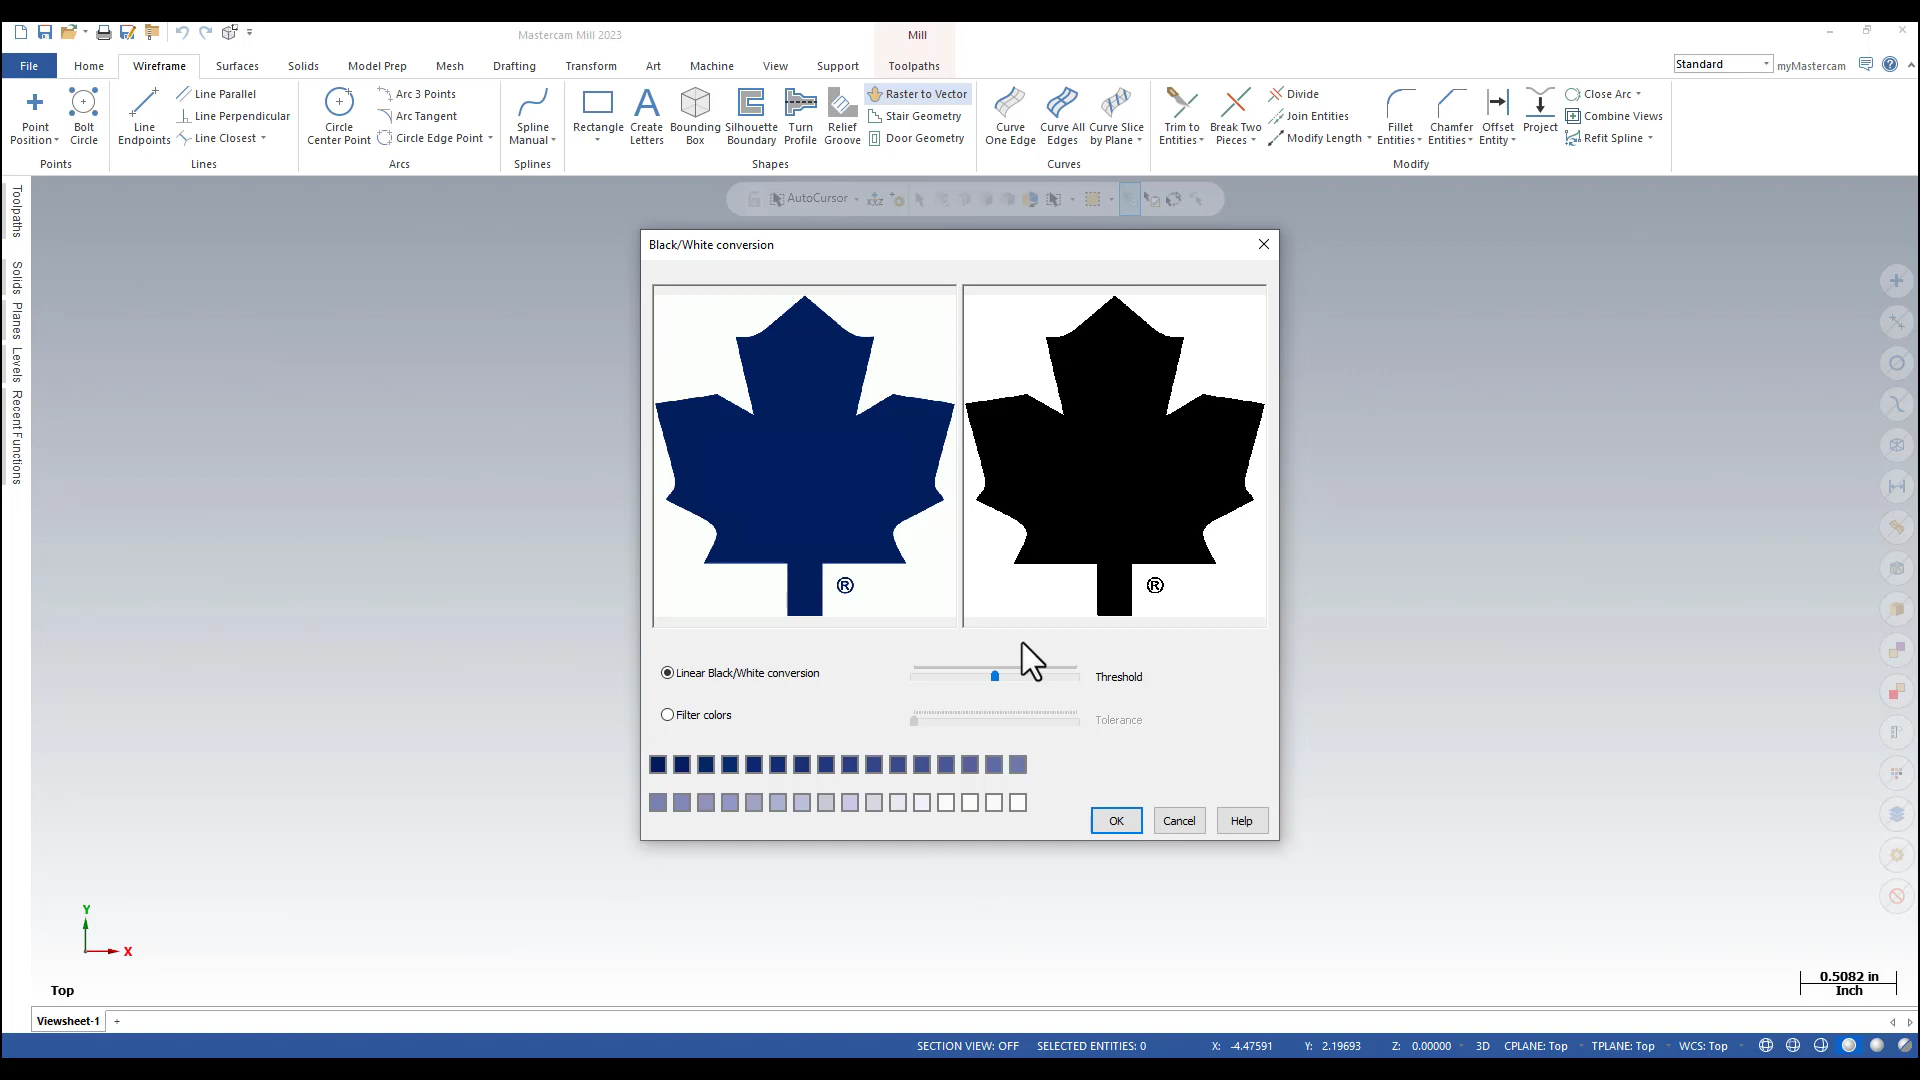 Mastercam Mill 2023
Mill
File Home Wireframe Surfaces Solids Model Prep Mesh Drafting Transform Art Machine View Support Toolpaths
Standard myMastercam
Point Position
Bolt Circle
Points
Line Endpoints
Line Parallel
Line Perpendicular
Line Closest
Lines
Circle Center Point
Arc 3 Points
Arc Tangent
Circle Edge Point
Arcs
Spline Manual
Splines
Rectangle
Create Letters
Bounding Box
Silhouette Boundary
Turn Profile
Relief Groove
Raster to Vector
Stair Geometry
Door Geometry
Shapes
Curve One Edge
Curve All Edges
Curve Slice by Plane
Curves
Trim to Entities
Break Two Pieces
Divide
Join Entities
Modify Length
Fillet Entities
Chamfer Entities
Offset Entity
Project
Close Arc
Combine Views
Refit Spline
Modify
Toolpaths
Solids
Planes
Levels
Recent Functions
AutoCursor
XYZ
Black/White conversion
®
®
Linear Black/White conversion
Threshold
Filter colors
Tolerance
OK Cancel Help
Y
X
Top
0.5082 in
Inch
Viewsheet-1 +
SECTION VIEW: OFF SELECTED ENTITIES: 0 X: -4.47591 Y: 2.19693 Z: 0.00000 3D CPLANE: Top TPLANE: Top WCS: Top